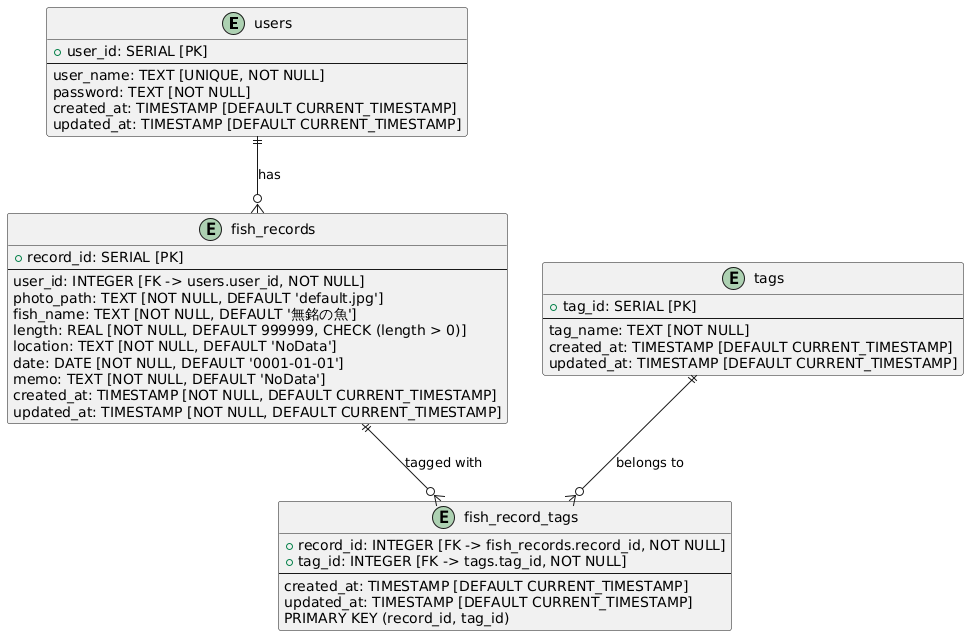 E users
user_id: SERIAL [PK]
user_name: TEXT [UNIQUE, NOT NULL]
password: TEXT [NOT NULL]
created_at: TIMESTAMP [DEFAULT CURRENT_TIMESTAMP]
updated_at: TIMESTAMP [DEFAULT CURRENT_TIMESTAMP]
has
E fish_records
record_id: SERIAL [PK]
user_id: INTEGER [FK -> users.user_id, NOT NULL]
photo_path: TEXT [NOT NULL, DEFAULT 'default.jpg']
fish_name: TEXT [NOT NULL, DEFAULT '無銘の魚']
length: REAL [NOT NULL, DEFAULT 999999, CHECK (length > 0)]
location: TEXT [NOT NULL, DEFAULT 'NoData']
date: DATE [NOT NULL, DEFAULT '0001-01-01']
memo: TEXT [NOT NULL, DEFAULT 'NoData']
created_at: TIMESTAMP [NOT NULL, DEFAULT CURRENT_TIMESTAMP]
updated_at: TIMESTAMP [NOT NULL, DEFAULT CURRENT_TIMESTAMP]
E tags
tag_id: SERIAL [PK]
tag_name: TEXT [NOT NULL]
created_at: TIMESTAMP [DEFAULT CURRENT_TIMESTAMP]
updated_at: TIMESTAMP [DEFAULT CURRENT_TIMESTAMP]
tagged with
belongs to
E fish_record_tags
record_id: INTEGER [FK -> fish_records.record_id, NOT NULL]
tag_id: INTEGER [FK -> tags.tag_id, NOT NULL]
created_at: TIMESTAMP [DEFAULT CURRENT_TIMESTAMP]
updated_at: TIMESTAMP [DEFAULT CURRENT_TIMESTAMP]
PRIMARY KEY (record_id, tag_id)